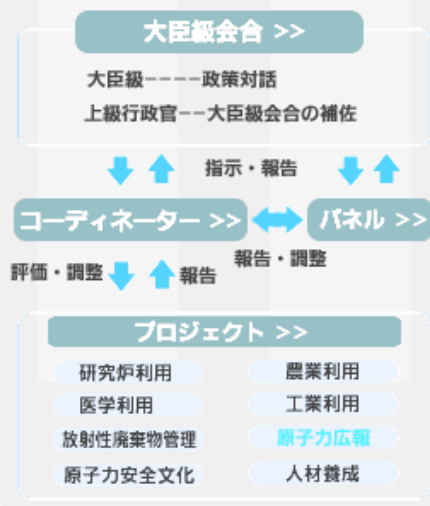 大臣級会合 >>
大臣級----政策対話
上級行政官--大臣級会合の補佐
指示・報告
コーディネーター >>
パネル >>
報告・調整
評価・調整
報告
プロジェクト >>
研究炉利用
農業利用
医学利用
工業利用
放射性廃棄物管理
原子力広報
原子力安全文化
人材養成